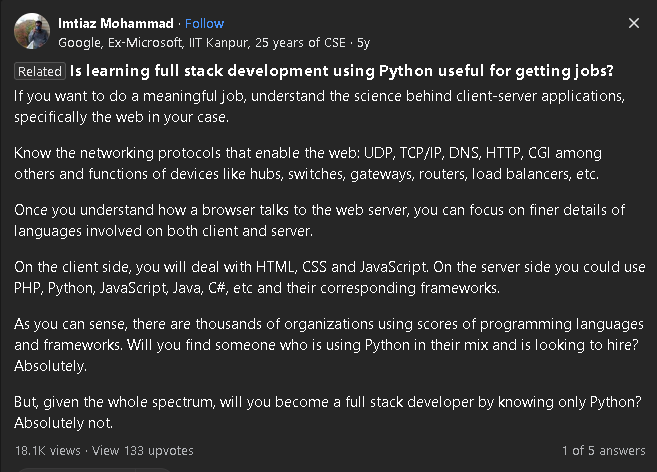 Imtiaz Mohammad · Follow
Google, Ex-Microsoft, IIT Kanpur, 25 years of CSE · 5y
Related Is learning full stack development using Python useful for getting jobs?
If you want to do a meaningful job, understand the science behind client-server applications,
specifically the web in your case.
Know the networking protocols that enable the web: UDP, TCP/IP, DNS, HTTP, CGI among
others and functions of devices like hubs, switches, gateways, routers, load balancers, etc.
Once you understand how a browser talks to the web server, you can focus on finer details of
languages involved on both client and server.
On the client side, you will deal with HTML, CSS and JavaScript. On the server side you could use
PHP, Python, JavaScript, Java, C#, etc and their corresponding frameworks.
As you can sense, there are thousands of organizations using scores of programming languages
and frameworks. Will you find someone who is using Python in their mix and is looking to hire?
Absolutely.
But, given the whole spectrum, will you become a full stack developer by knowing only Python?
Absolutely not.
18.1K views · View 133 upvotes
1 of 5 answers